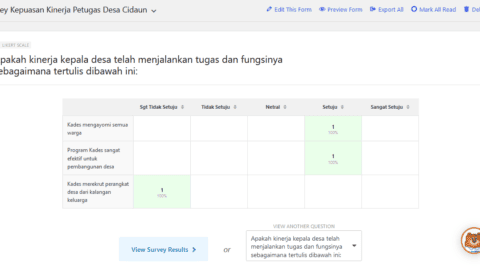 ey Kepuasan Kinerja Petugas Desa Cidaun
Edit This Form
Preview Form
Export All
Mark All Read
Delet
LIKERT SCALE
pakah kinerja kepala desa telah menjalankan tugas dan fungsinya
ebagaimana tertulis dibawah ini:
Sgt Tidak Setuju
Tidak Setuju
Netral
Setuju
Sangat Setuju
Kades mengayomi semua
warga
1
100%
Program Kades sangat
efektif untuk
pembangunan desa
1
100%
Kades merekrut perangkat
desa dari kalangan
keluarga
1
100%
VIEW ANOTHER QUESTION
View Survey Results
or
Apakah kinerja kepala desa telah
menjalankan tugas dan fungsinya
sebagaimana tertulis dibawah ini: